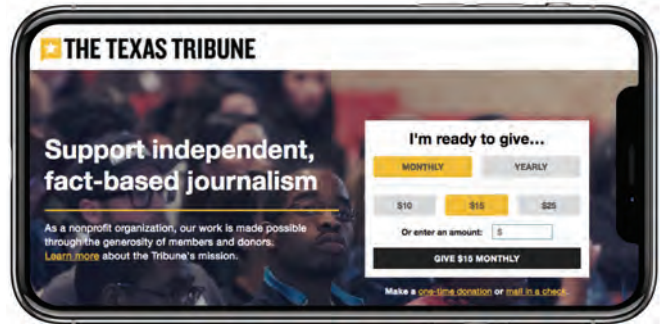 THE TEXAS TRIBUNE
Support independent,
fact-based journalism
As a nonprofit organization, our work is made possible
through the generosity of members and donors.
Learn more about the Tribune's mission.
I'm ready to give...
MONTHLY
YEARLY
$10
$15
$25
Or enter an amount:
$
GIVE $15 MONTHLY
Make a one-time donation or mail in a check.